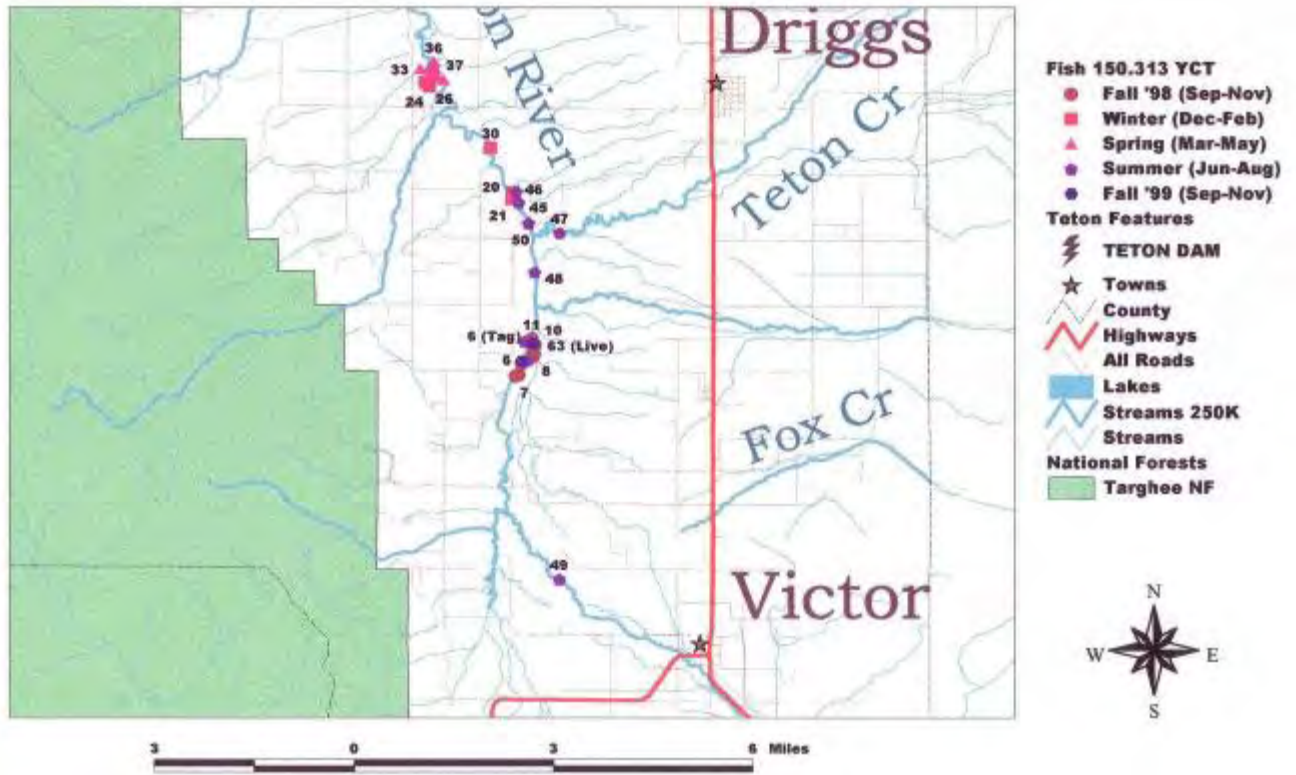 on River
Driggs
Teton Cr
Fox Cr
Victor
36
33
37
24
26
30
20
46
45
21
47
50
48
11
10
6 (Tag)
63 (Live)
6
8
7
49
Fish 150.313 YCT
Fall '98 (Sep-Nov)
Winter (Dec-Feb)
Spring (Mar-May)
Summer (Jun-Aug)
Fall '99 (Sep-Nov)
Teton Features
TETON DAM
Towns
County
Highways
All Roads
Lakes
Streams 250K
Streams
National Forests
Targhee NF
N
W E
S
3 0 3 6 Miles